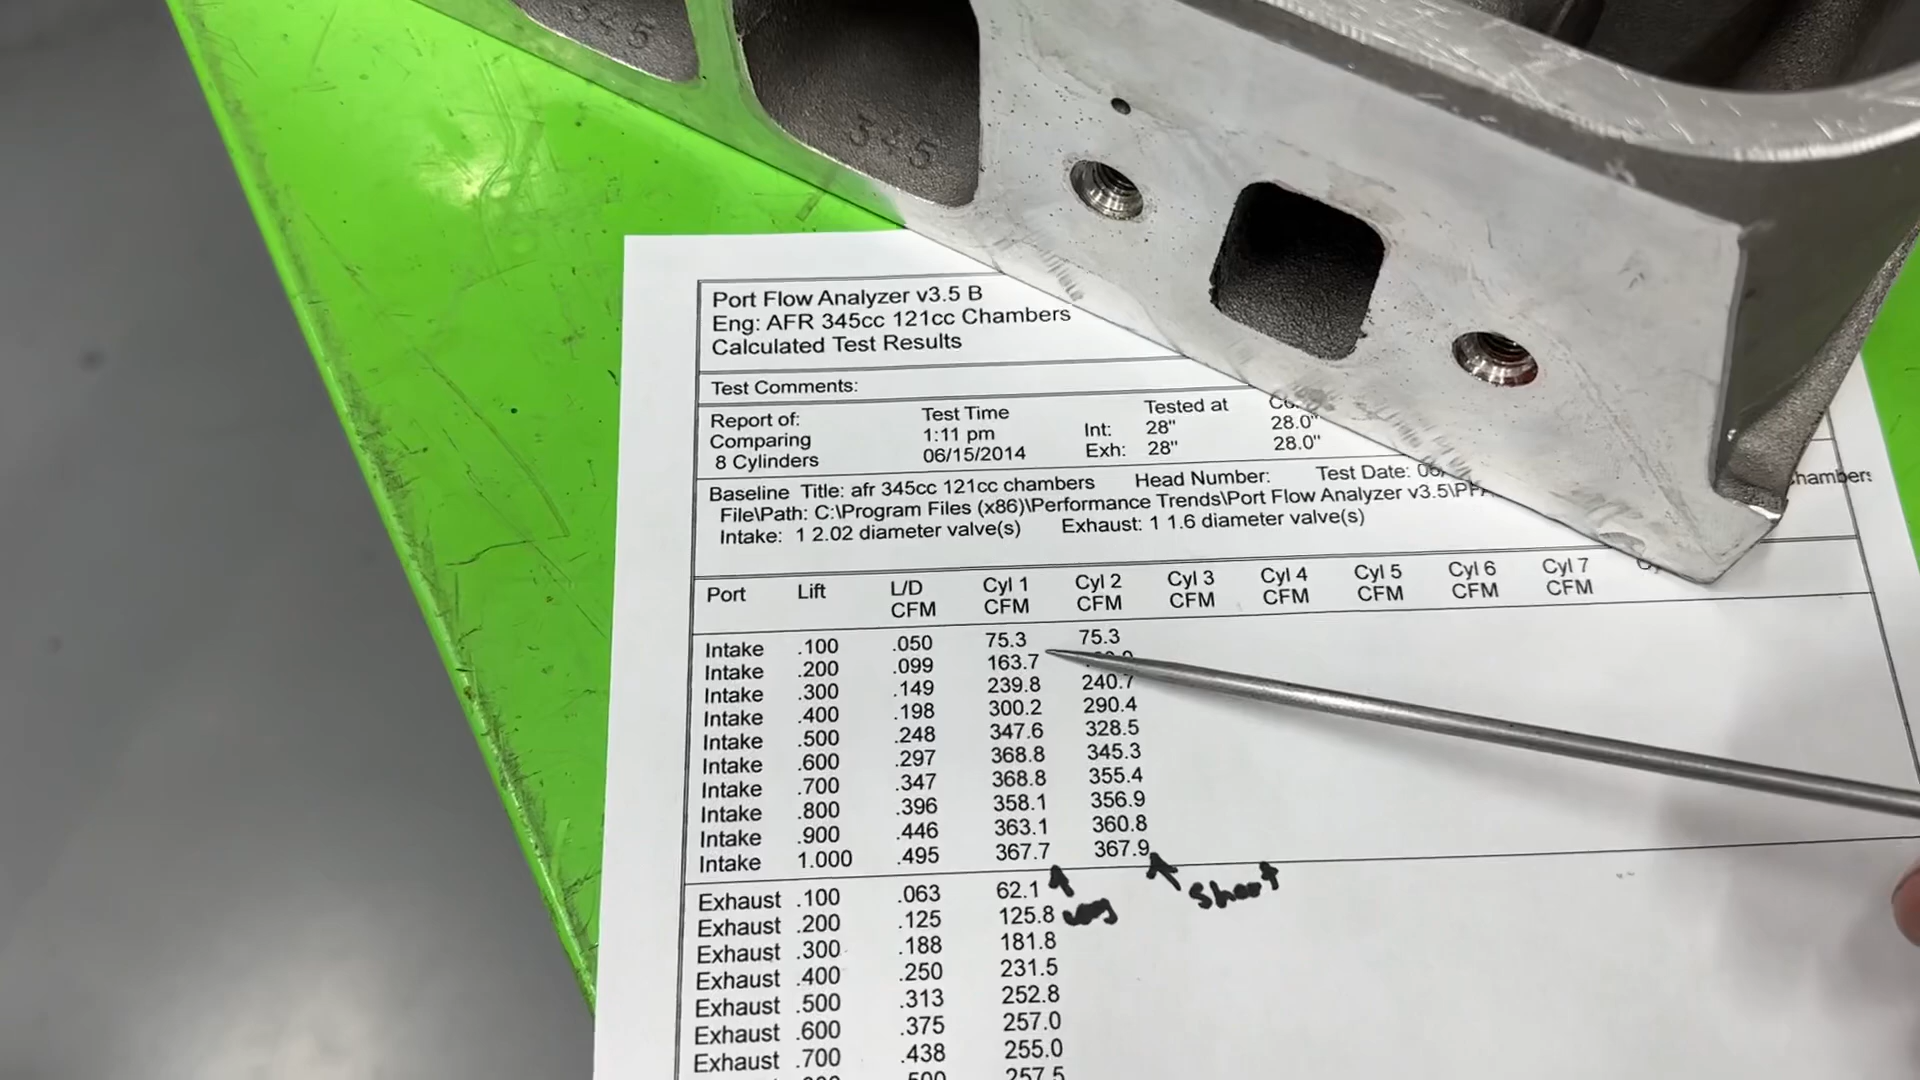 345
345
Port Flow Analyzer v3.5 B
Eng: AFR 345cc 121cc Chambers
Calculated Test Results
Test Comments:
Report of: Test Time Tested at
Comparing 1:11 pm Int: 28" 28.0"
8 Cylinders 06/15/2014 Exh: 28" 28.0"
Baseline Title: afr 345cc 121cc chambers Head Number: Test Date: Chambers
File\Path: C:\Program Files (x86)\Performance Trends\Port Flow Analyzer v3.5\
Intake: 1 2.02 diameter valve(s) Exhaust: 1 1.6 diameter valve(s)
Port Lift L/D Cyl 1 Cyl 2 Cyl 3 Cyl 4 Cyl 5 Cyl 6 Cyl 7
CFM CFM CFM CFM CFM CFM CFM CFM
Intake .100 .050 75.3 75.3
Intake .200 .099 163.7
Intake .300 .149 239.8 240.7
Intake .400 .198 300.2 290.4
Intake .500 .248 347.6 328.5
Intake .600 .297 368.8 345.3
Intake .700 .347 368.8 355.4
Intake .800 .396 358.1 356.9
Intake .900 .446 363.1 360.8
Intake 1.000 .495 367.7 367.9
short
Exhaust .100 .063 62.1
Exhaust .200 .125 125.8
Exhaust .300 .188 181.8
Exhaust .400 .250 231.5
Exhaust .500 .313 252.8
Exhaust .600 .375 257.0
Exhaust .700 .438 255.0
.500 257.5